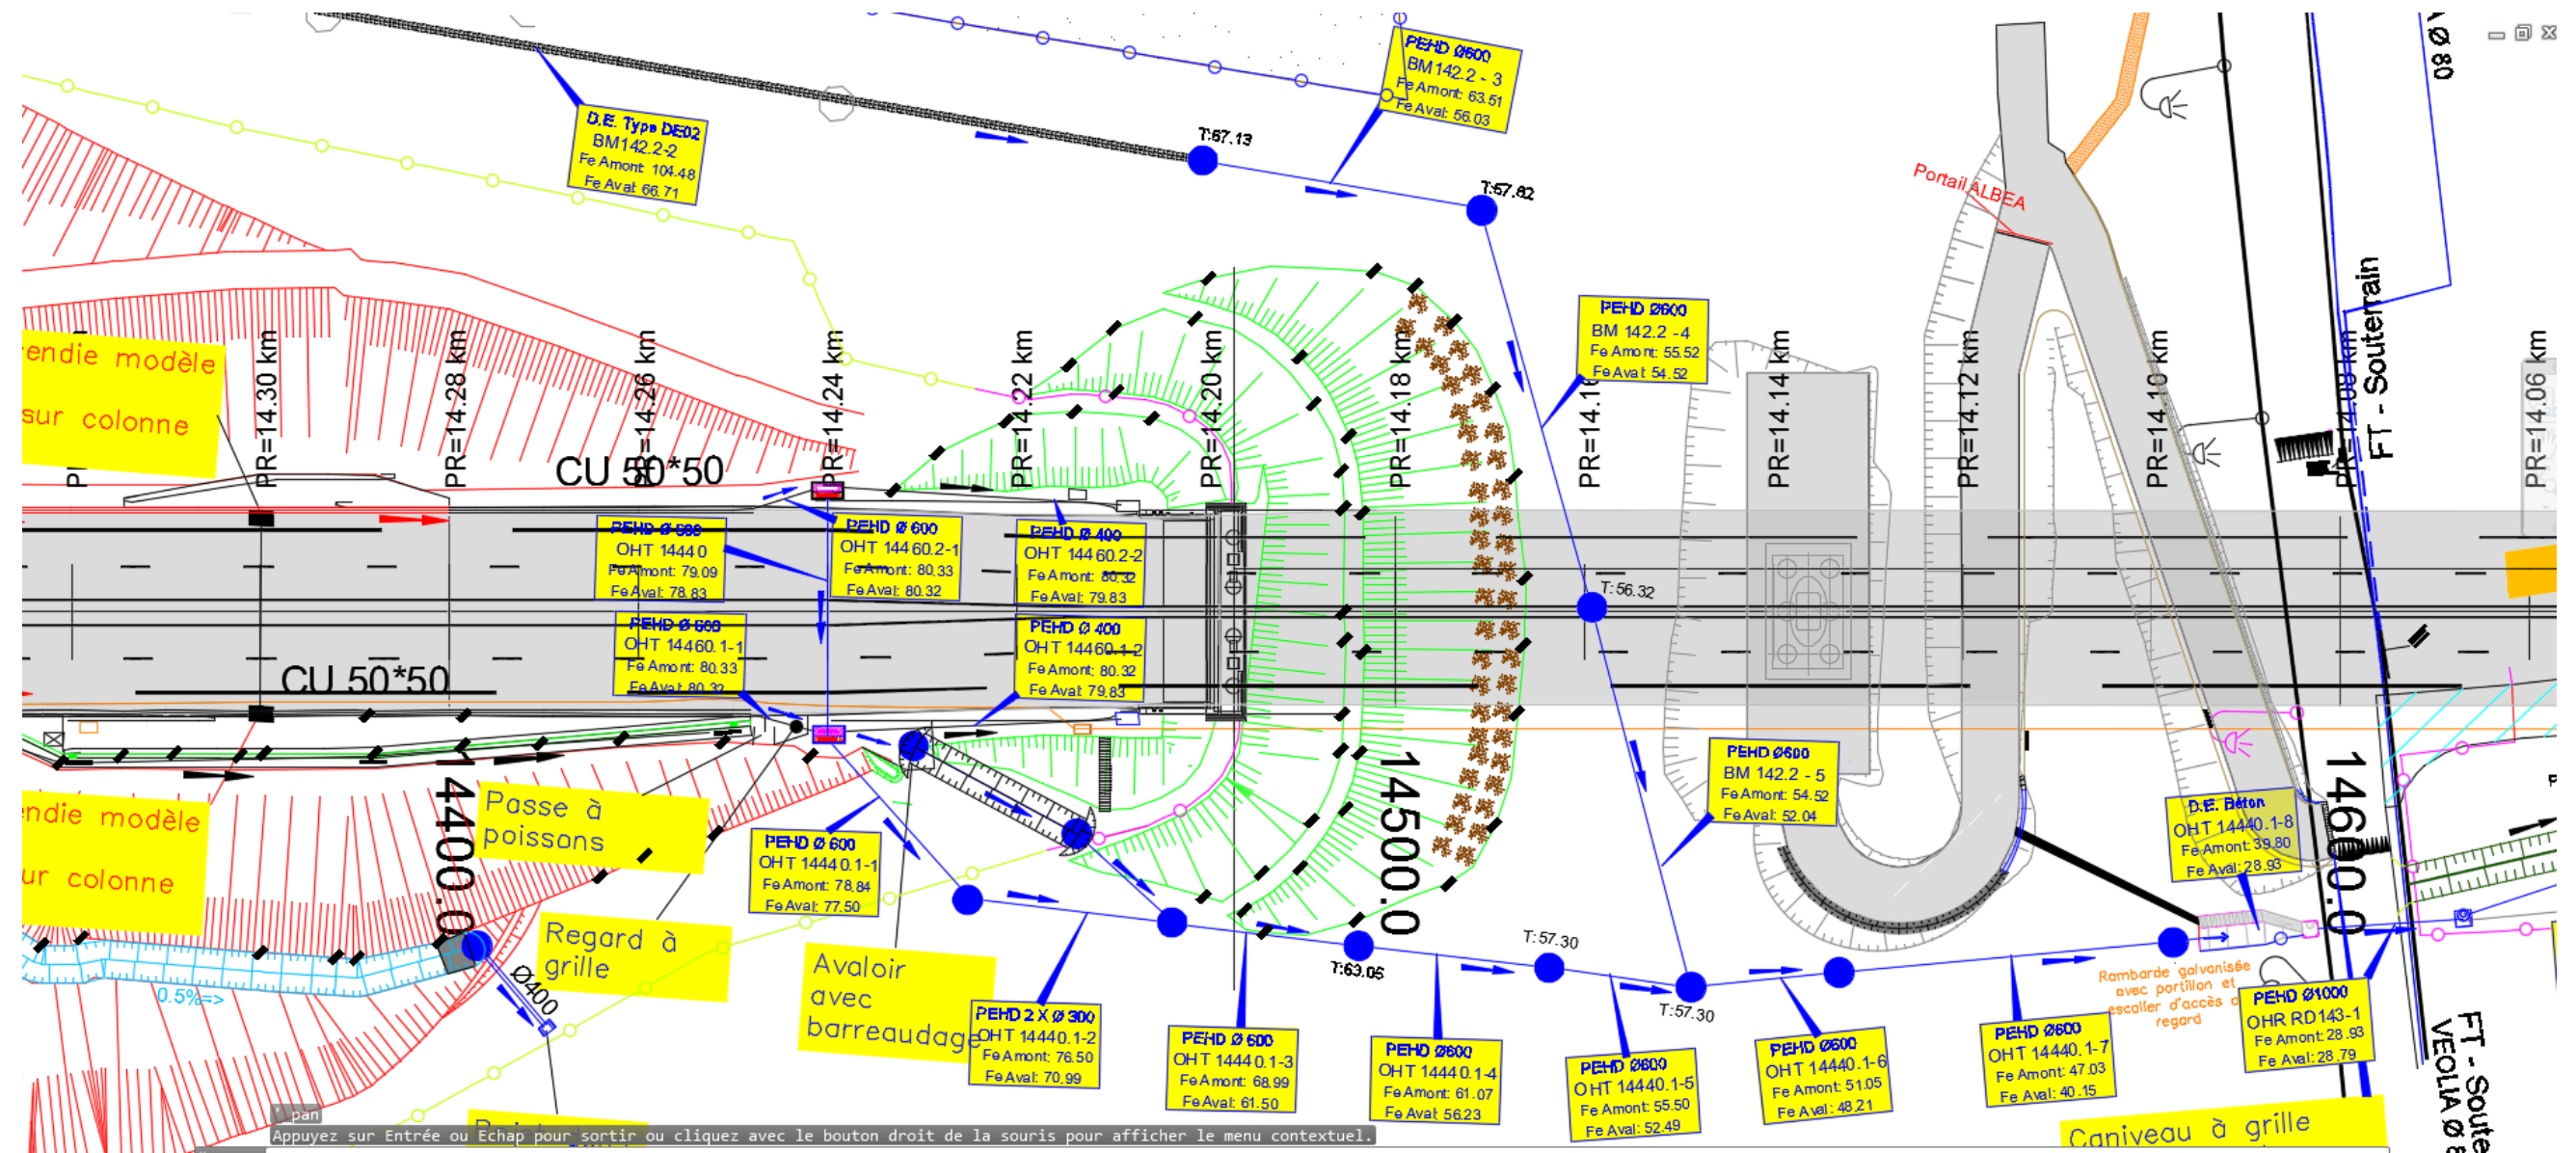 PEHD Ø600
BM142.2 - 3
Fe Amont: 63.51
Fe Aval: 56.03
Ø 80
D.E. Type DE02
BM142.2-2
Fe Amont: 104.48
Fe Aval: 66.71
T:67.13
T:57.82
Portail ALBEA
FT - Souterrain
PEHD Ø600
BM 142.2 -4
Fe Amont: 55.52
Fe Aval: 54.52
endie modèle
sur colonne
PR=14.30 km
PR=14.28 km
PR=14.26 km
PR=14.24 km
PR=14.22 km
PR=14.20 km
PR=14.18 km
PR=14.1
PR=14.14 km
PR=14.12 km
PR=14.10 km
PR=14.08 km
PR=14.06 km
CU 50*50
OHT 14440
Fe Amont: 79.09
Fe Aval: 78.83
PEHD Ø 600
OHT 14460.2-1
Fe Amont: 80.33
Fe Aval: 80.32
PEHD Ø 400
OHT 14460.2-2
Fe Amont: 80.32
Fe Aval: 79.83
T: 56.32
OHT 14460.1-1
Fe Amont: 80.33
Fe Aval: 80.32
PEHD Ø 400
OHT 14460.1-2
Fe Amont: 80.32
Fe Aval: 79.83
CU 50*50
14400.0
14500.0
14600.0
PEHD Ø600
BM 142.2 - 5
Fe Amont: 54.52
Fe Aval: 52.04
D.E. Béton
OHT 14440.1-8
Fe Amont: 39.80
Fe Aval: 28.93
endie modèle
ur colonne
Passe à
poissons
PEHD Ø 600
OHT 14440.1-1
Fe Amont: 78.84
Fe Aval: 77.50
Regard à
grille
Ø400
0.5%=>
Avaloir
avec
barreaudage
T:63.05
T: 57.30
T: 57.30
PEHD 2 X Ø 300
OHT 14440.1-2
Fe Amont: 76.50
Fe Aval: 70.99
PEHD Ø 600
OHT 14440.1-3
Fe Amont: 68.99
Fe Aval: 61.50
PEHD Ø600
OHT 14440.1-4
Fe Amont: 61.07
Fe Aval: 56.23
PEHD Ø600
OHT 14440.1-5
Fe Amont: 55.50
Fe Aval: 52.49
PEHD Ø600
OHT 14440.1-6
Fe Amont: 51.05
Fe Aval: 48.21
PEHD Ø600
OHT 14440.1-7
Fe Amont: 47.03
Fe Aval: 40.15
Rambarde galvanisée
avec portillon et
escalier d'accès
regard
PEHD Ø1000
OHR RD143-1
Fe Amont: 28.93
Fe Aval: 28.79
FT - Soute
VEOLIA Ø
Caniveau à grille
'_pan
Appuyez sur Entrée ou Echap pour sortir ou cliquez avec le bouton droit de la souris pour afficher le menu contextuel.